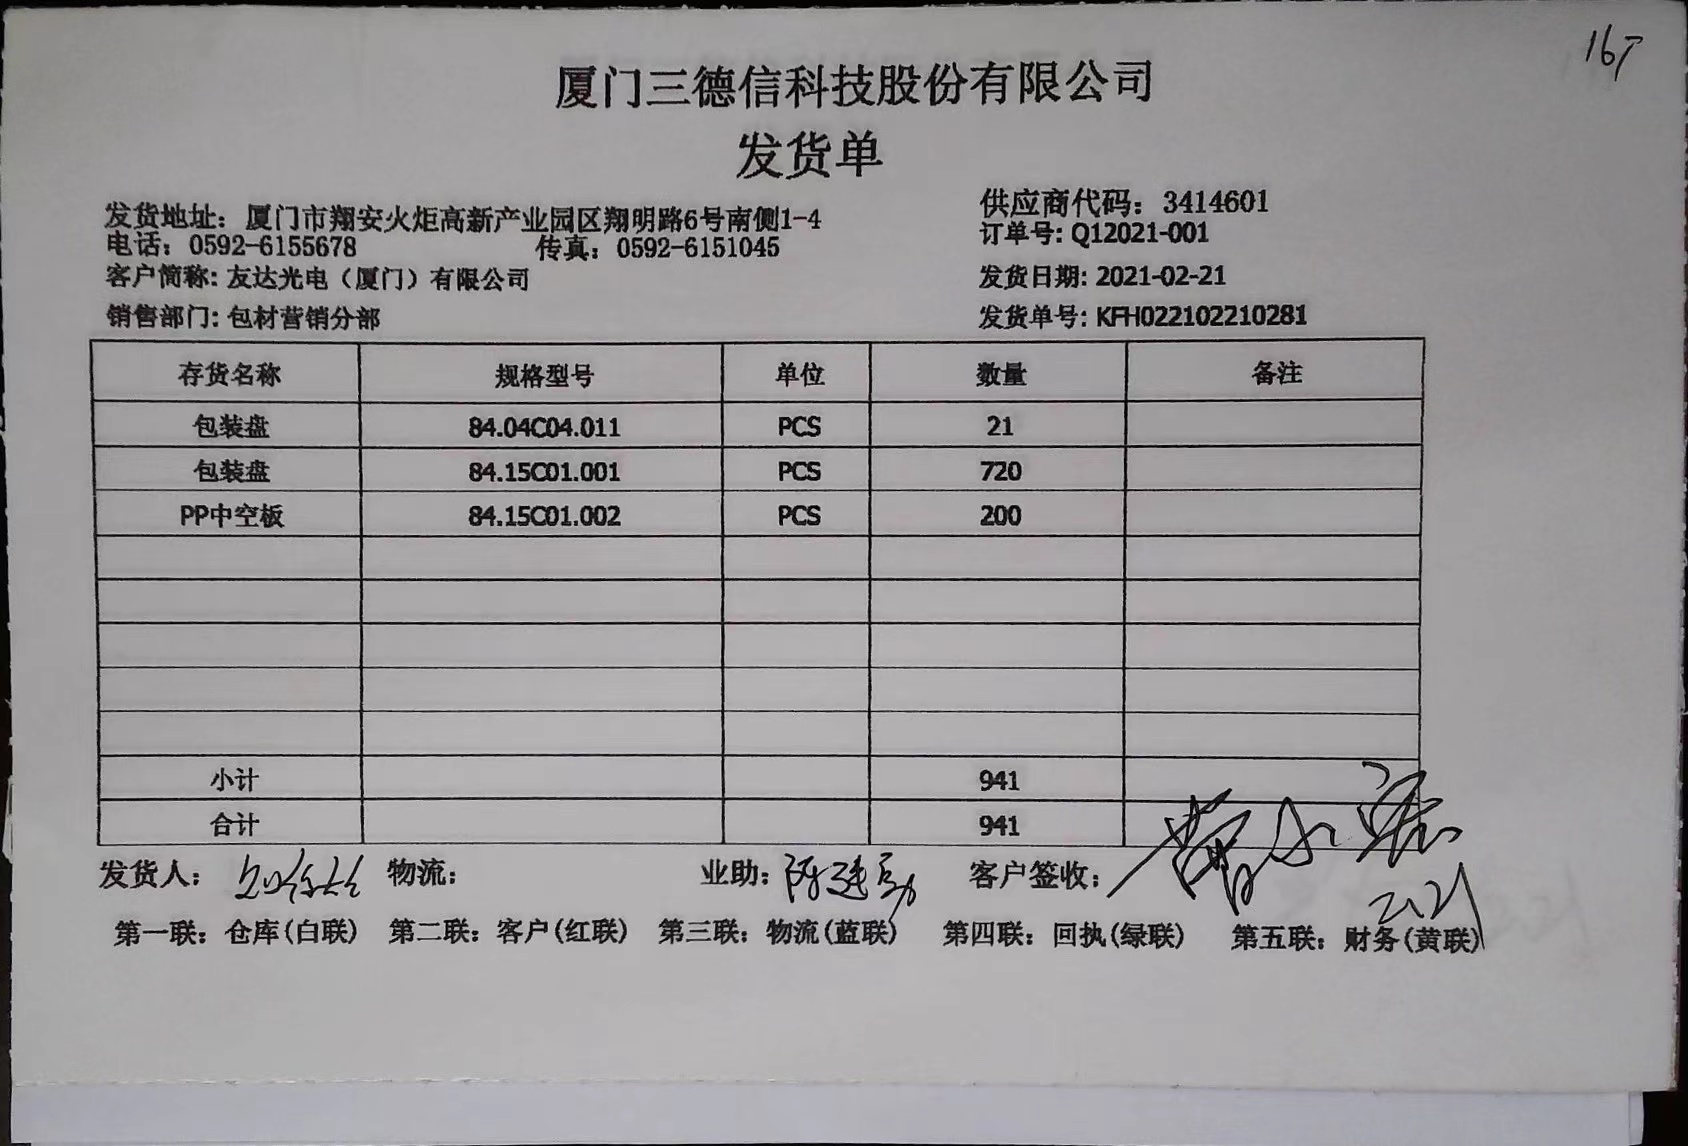 167
厦门三德信科技股份有限公司
发货单
发货地址：厦门市翔安火炬高新产业园区翔明路6号南侧1-4
供应商代码：3414601
电话：0592-6155678 传真：0592-6151045
订单号: Q12021-001
客户简称: 友达光电（厦门）有限公司
发货日期: 2021-02-21
销售部门: 包材营销分部
发货单号: KFH022102210281
存货名称 规格型号 单位 数量 备注
包装盘 84.04C04.011 PCS 21
包装盘 84.15C01.001 PCS 720
PP中空板 84.15C01.002 PCS 200
小计 941
合计 941
发货人： 物流： 业助： 客户签收：
第一联：仓库(白联) 第二联：客户(红联) 第三联：物流(蓝联) 第四联：回执(绿联) 第五联：财务(黄联)